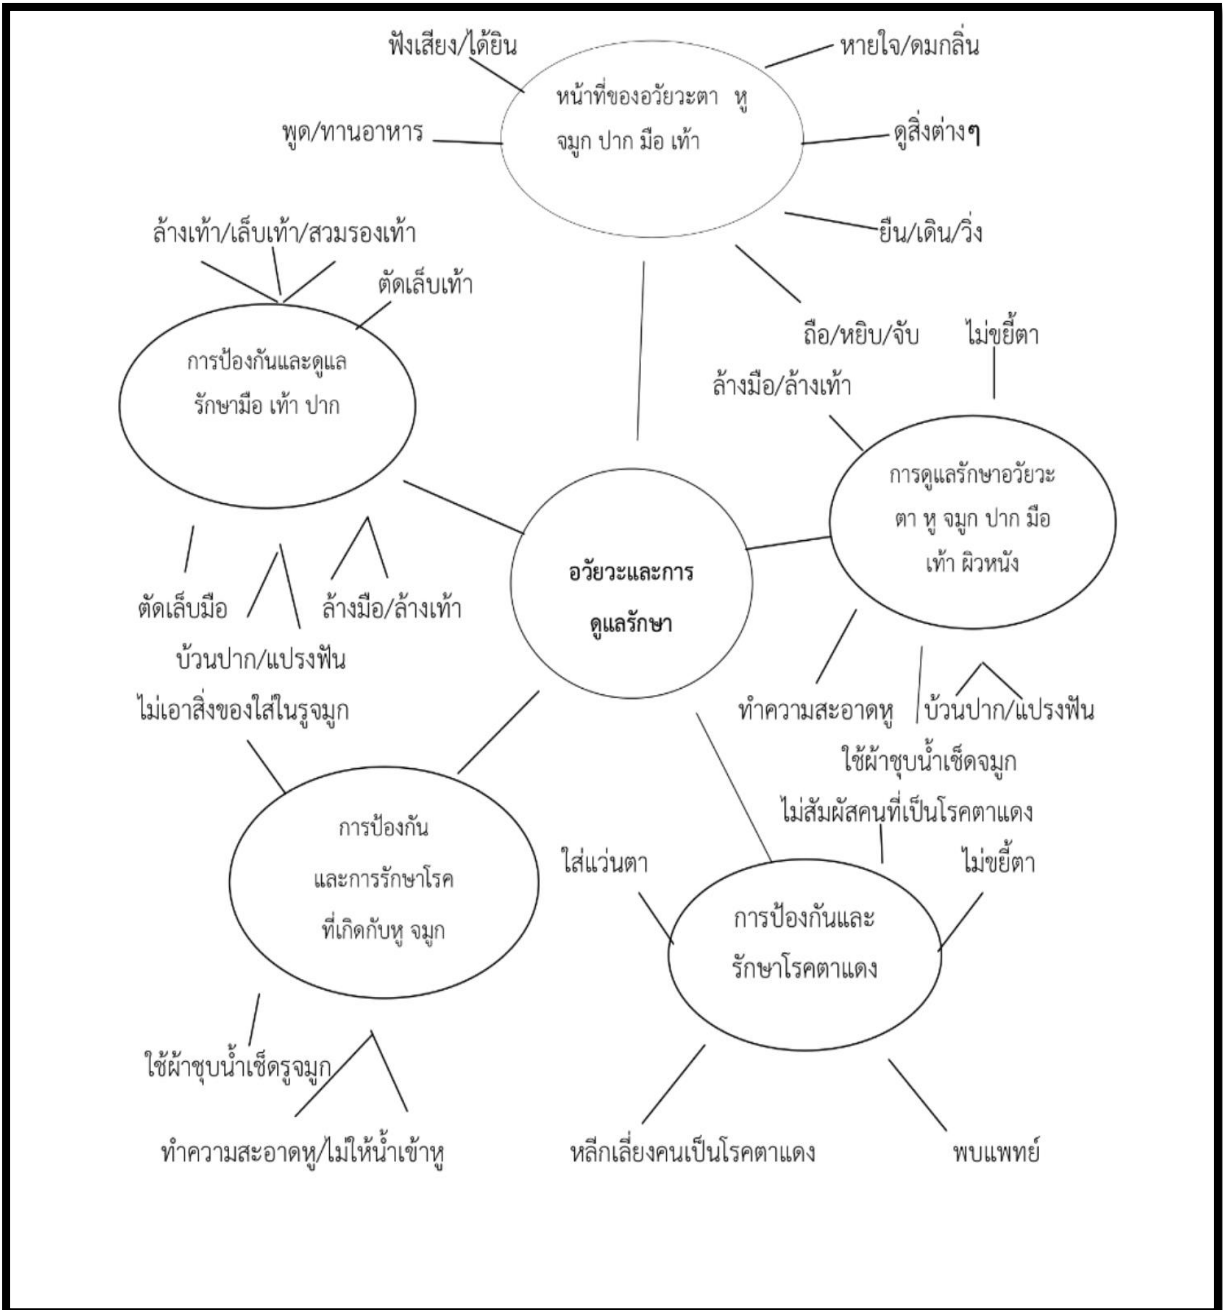 ฟังเสียง/ได้ยิน
หายใจ/ดมกลิ่น
หน้าที่ของอวัยวะตา หู
จมูก ปาก มือ เท้า
พูด/ทานอาหาร
ดูสิ่งต่างๆ
ล้างเท้า/เล็บเท้า/สวมรองเท้า
ยืน/เดิน/วิ่ง
ตัดเล็บเท้า
ถือ/หยิบ/จับ
ไม่ขยี้ตา
การป้องกันและดูแล
รักษามือ เท้า ปาก
ล้างมือ/ล้างเท้า
การดูแลรักษาอวัยวะ
ตา หู จมูก ปาก มือ
เท้า ผิวหนัง
อวัยวะและการ
ดูแลรักษา
ตัดเล็บมือ
ล้างมือ/ล้างเท้า
บ้วนปาก/แปรงฟัน
ไม่เอาสิ่งของใส่ในรูจมูก
ทำความสะอาดหู
บ้วนปาก/แปรงฟัน
ใช้ผ้าชุบน้ำเช็ดจมูก
ไม่สัมผัสคนที่เป็นโรคตาแดง
การป้องกัน
และการรักษาโรค
ที่เกิดกับหู จมูก
ใส่แว่นตา
ไม่ขยี้ตา
การป้องกันและ
รักษาโรคตาแดง
ใช้ผ้าชุบน้ำเช็ดรูจมูก
ทำความสะอาดหู/ไม่ให้น้ำเข้าหู
หลีกเลี่ยงคนเป็นโรคตาแดง
พบแพทย์